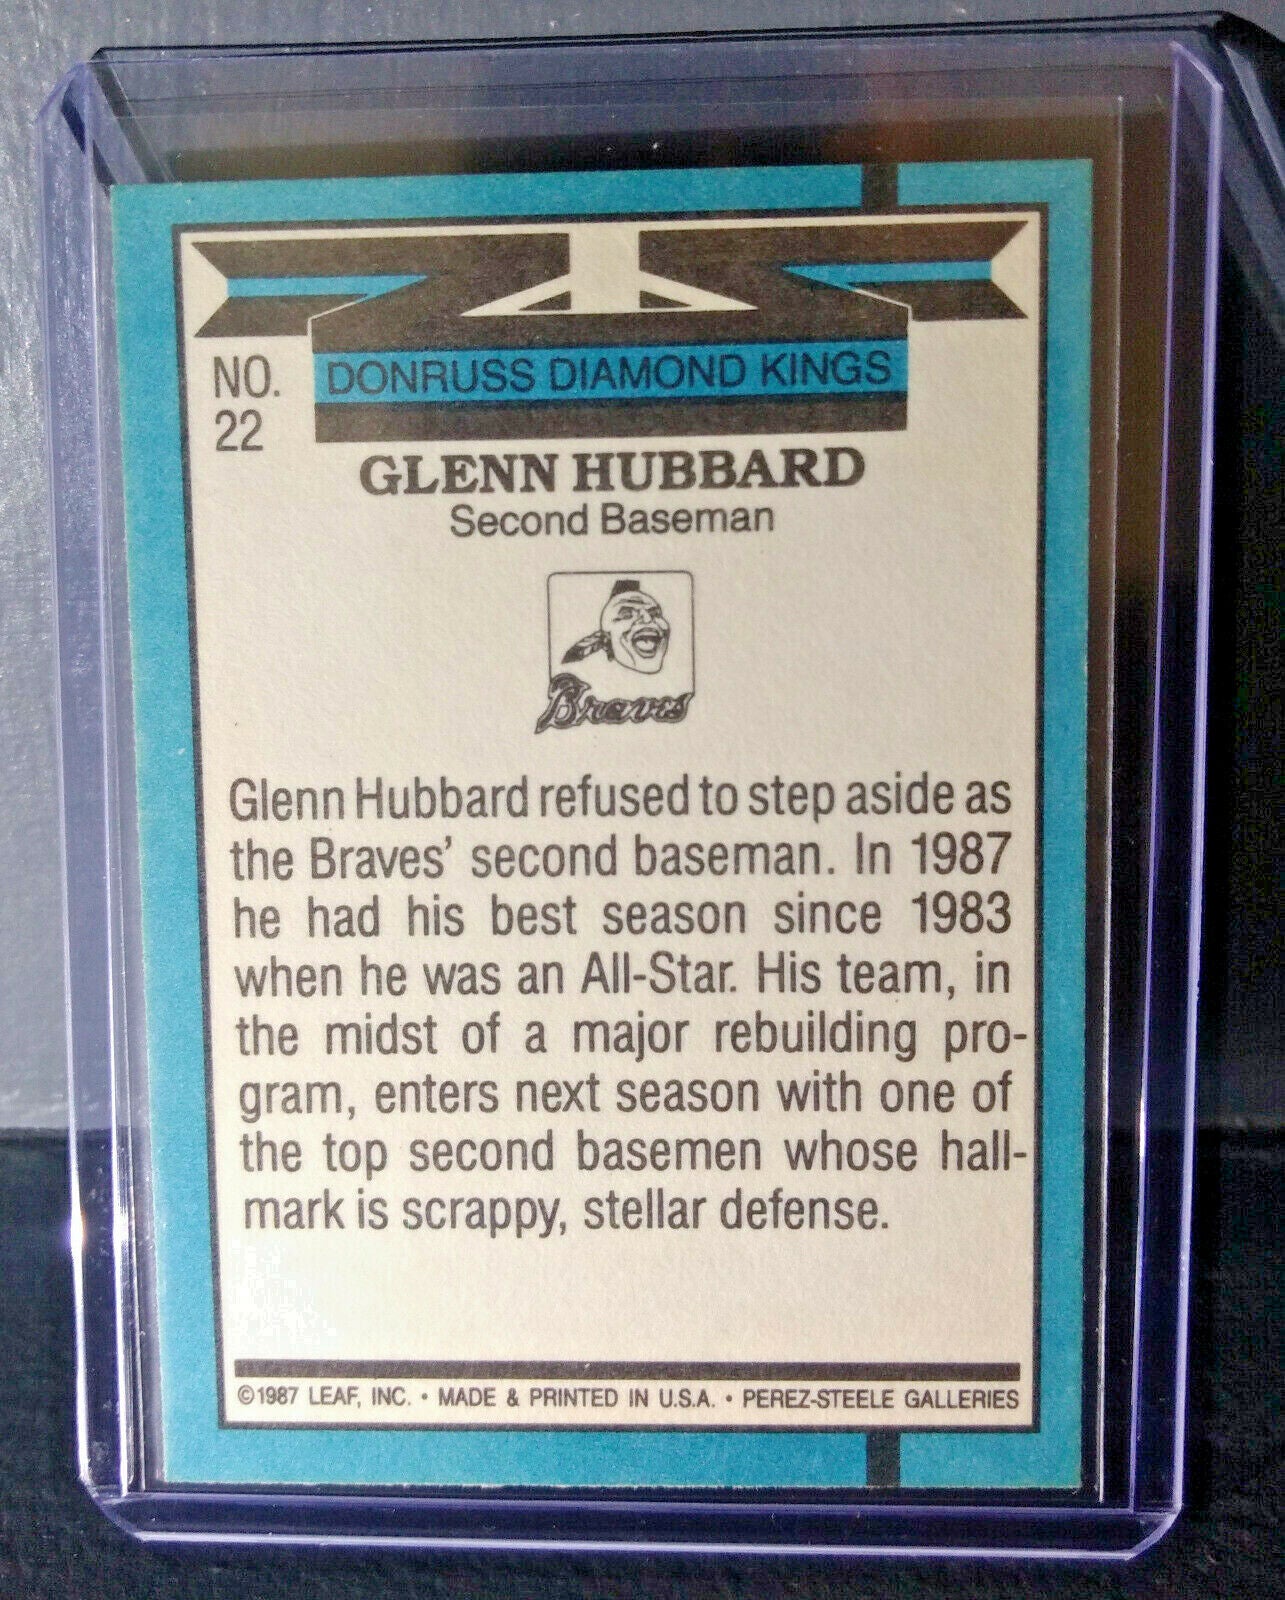 NO.
22
DONRUSS DIAMOND KINGS
GLENN HUBBARD
Second Baseman
Braves
Glenn Hubbard refused to step aside as
the Braves' second baseman. In 1987
he had his best season since 1983
when he was an All-Star. His team, in
the midst of a major rebuilding pro-
gram, enters next season with one of
the top second basemen whose hall-
mark is scrappy, stellar defense.
©1987 LEAF, INC. • MADE & PRINTED IN U.S.A. • PEREZ-STEELE GALLERIES